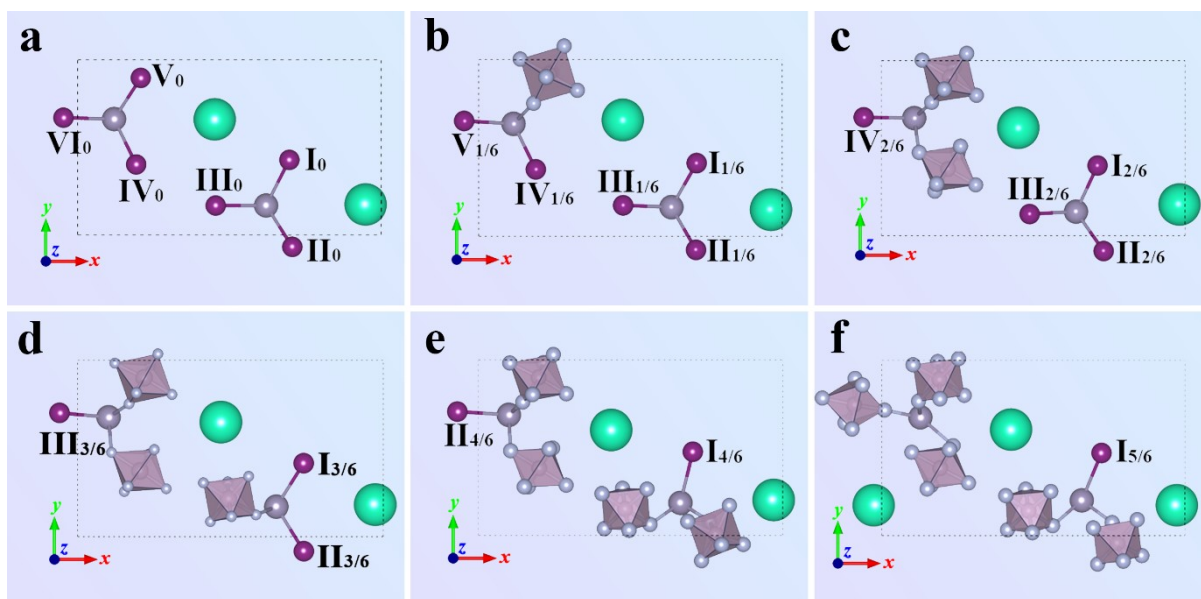 a
V₀
VI₀
IV₀
I₀
III₀
II₀
y
z
x
b
V₁/₆
IV₁/₆
I₁/₆
III₁/₆
II₁/₆
y
z
x
c
IV₂/₆
I₂/₆
III₂/₆
II₂/₆
y
z
x
d
III₃/₆
I₃/₆
II₃/₆
y
z
x
e
II₄/₆
I₄/₆
y
z
x
f
I₅/₆
y
z
x